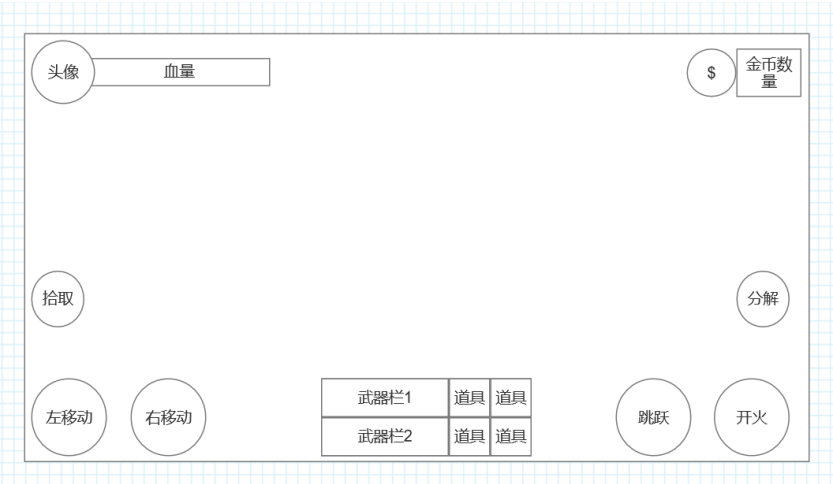 头像
血量
$
金币数
量
拾取
分解
左移动
右移动
武器栏1
道具
道具
跳跃
开火
武器栏2
道具
道具